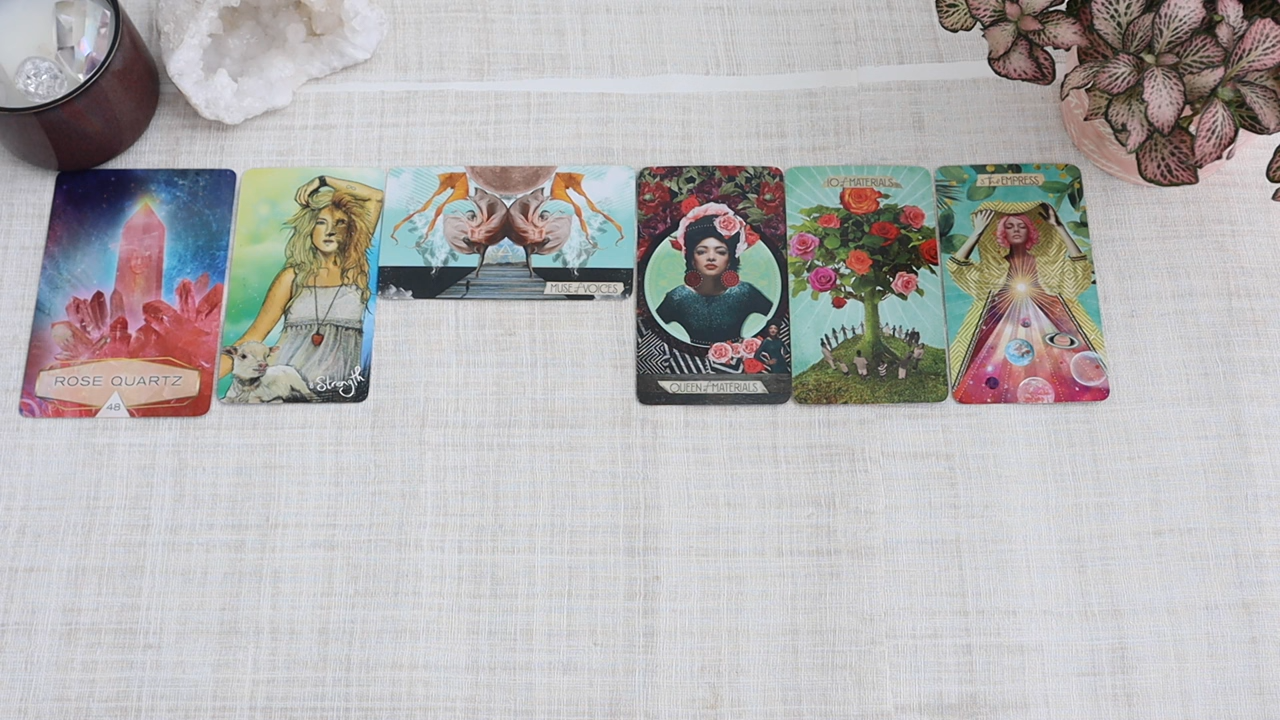 ROSE QUARTZ
48
Strength
MUSE of VOICES
QUEEN of MATERIALS
10 of MATERIALS
3 The EMPRESS